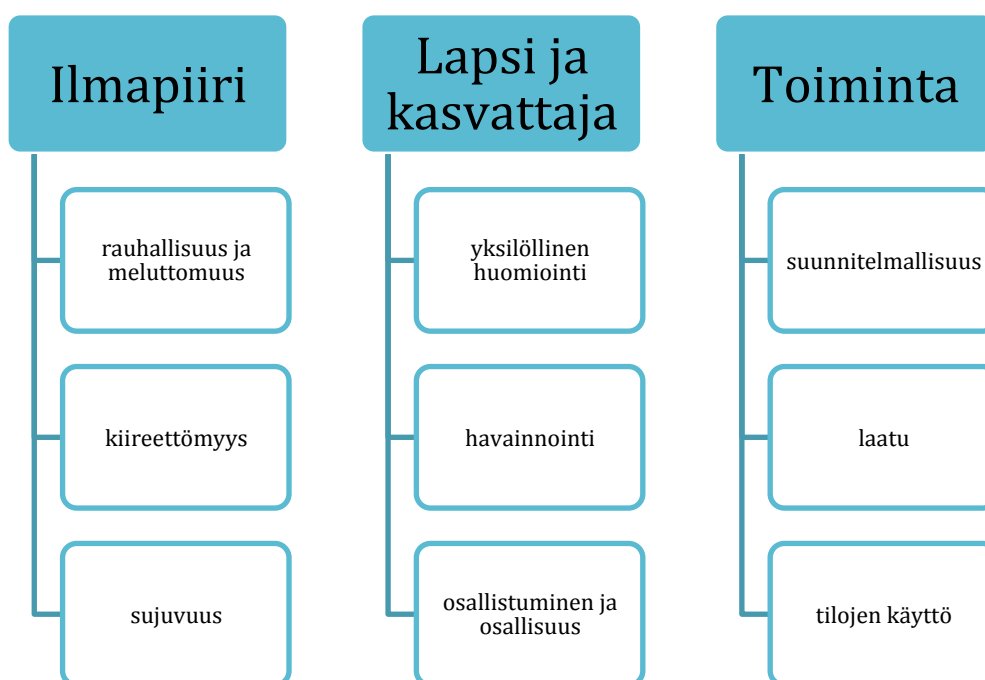 Ilmapiiri
rauhallisuus ja
meluttomuus
kiireettömyys
sujuvuus
Lapsi ja
kasvattaja
yksilöllinen
huomiointi
havainnointi
osallistuminen ja
osallisuus
Toiminta
suunnitelmallisuus
laatu
tilojen käyttö